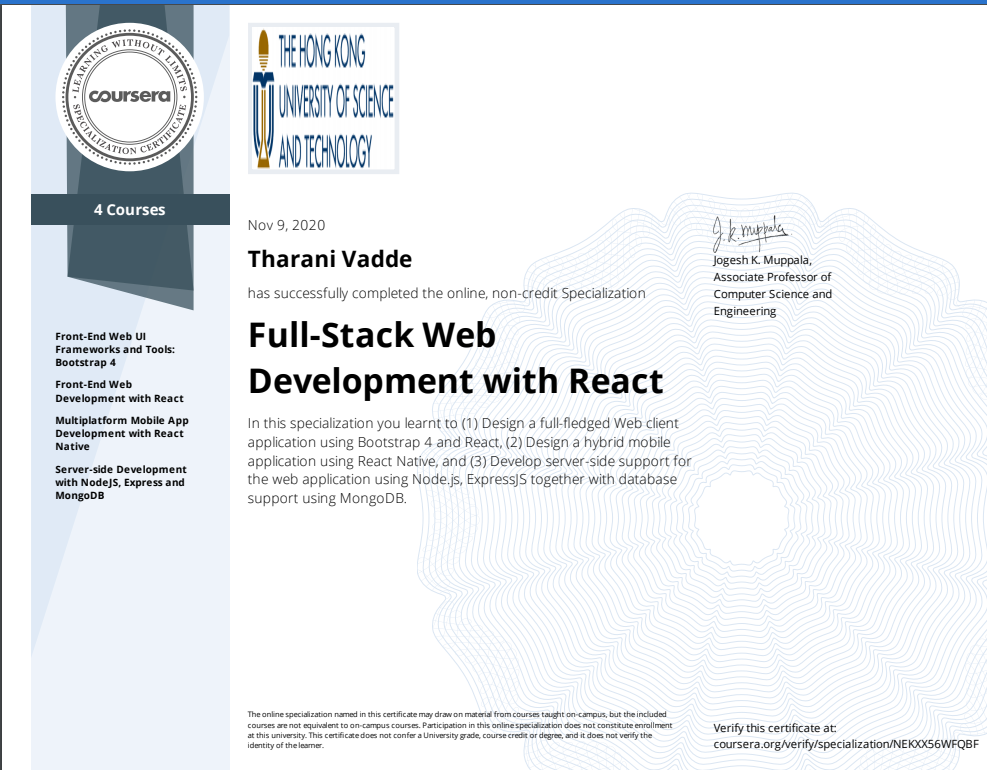 LEARNING WITHOUT LIMITS
coursera
SPECIALIZATION CERTIFICATE
4 Courses
Front-End Web UI
Frameworks and Tools:
Bootstrap 4
Front-End Web
Development with React
Multiplatform Mobile App
Development with React
Native
Server-side Development
with NodeJS, Express and
MongoDB
THE HONG KONG
UNIVERSITY OF SCIENCE
AND TECHNOLOGY
Nov 9, 2020
Tharani Vadde
has successfully completed the online, non-credit Specialization
Full-Stack Web
Development with React
In this specialization you learnt to (1) Design a full-fledged Web client
application using Bootstrap 4 and React, (2) Design a hybrid mobile
application using React Native, and (3) Develop server-side support for
the web application using Node.js, ExpressJS together with database
support using MongoDB.
J.K. Muppala
Jogesh K. Muppala,
Associate Professor of
Computer Science and
Engineering
The online specialization named in this certificate may draw on material from courses taught on-campus, but the included
courses are not equivalent to on-campus courses. Participation in this online specialization does not constitute enrollment
at this university. This certificate does not confer a University grade, course credit or degree, and it does not verify the
identity of the learner.
Verify this certificate at:
coursera.org/verify/specialization/NEKXX56WFQBF